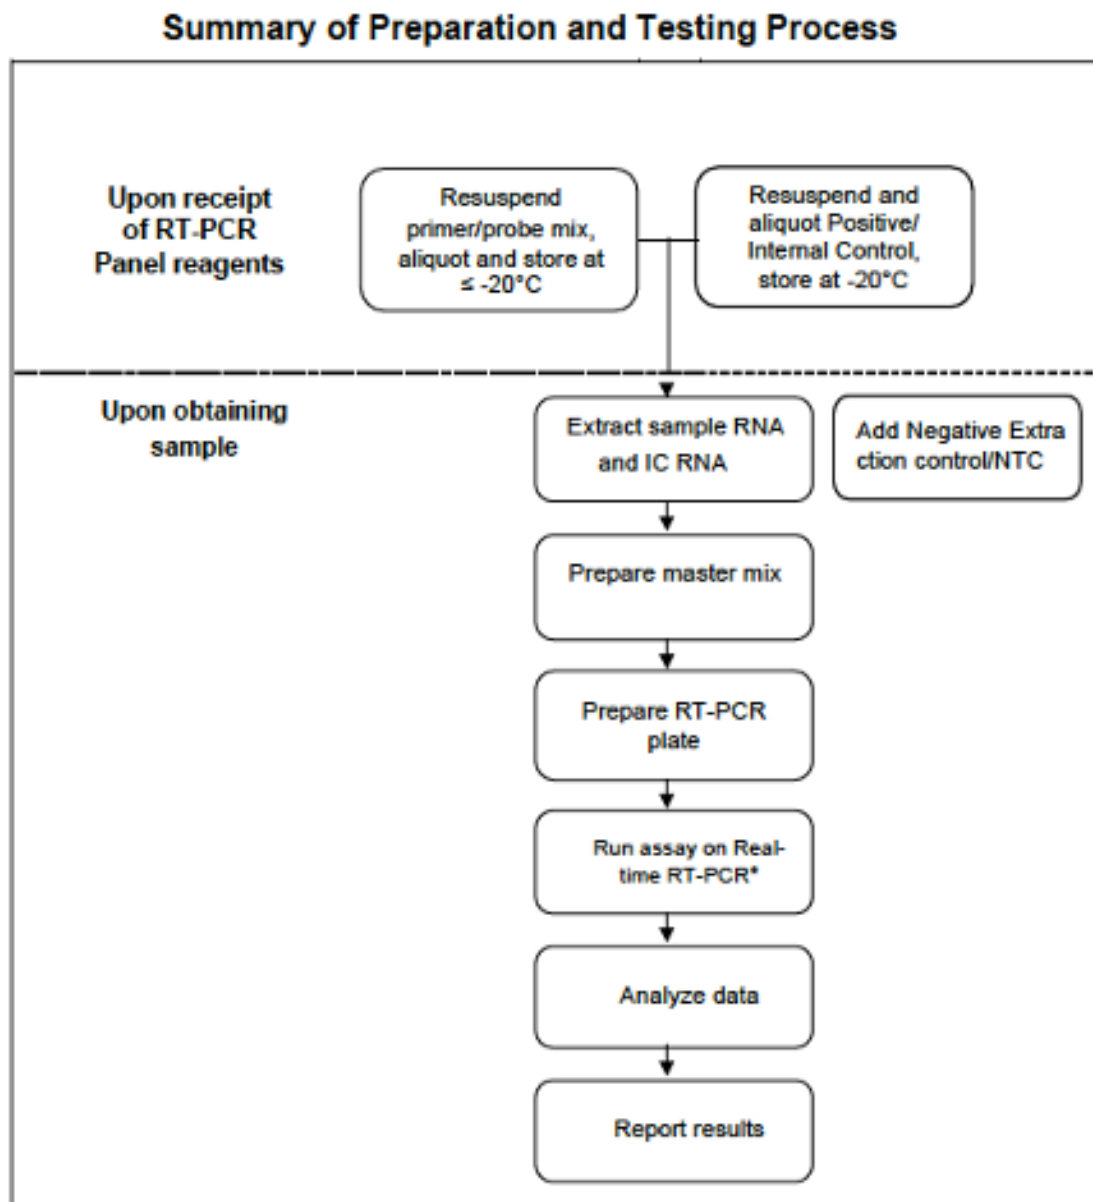 Summary of Preparation and Testing Process
Upon receipt
of RT-PCR
Panel reagents
Resuspend
primer/probe mix,
aliquot and store at
≤ -20°C
Resuspend and
aliquot Positive/
Internal Control,
store at -20°C
Upon obtaining
sample
Extract sample RNA
and IC RNA
Add Negative Extra
ction control/NTC
Prepare master mix
Prepare RT-PCR
plate
Run assay on Real-
time RT-PCR*
Analyze data
Report results